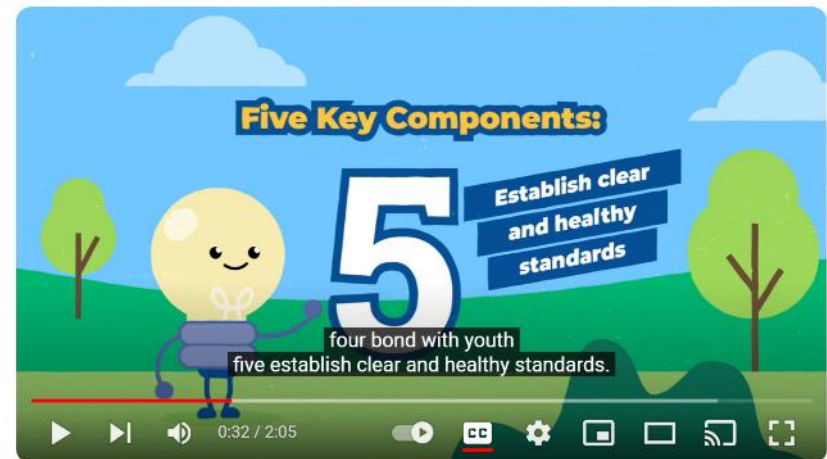 Five Key Components:
5
Establish clear
and healthy
standards
four bond with youth
five establish clear and healthy standards.
0:32 / 2:05
CC